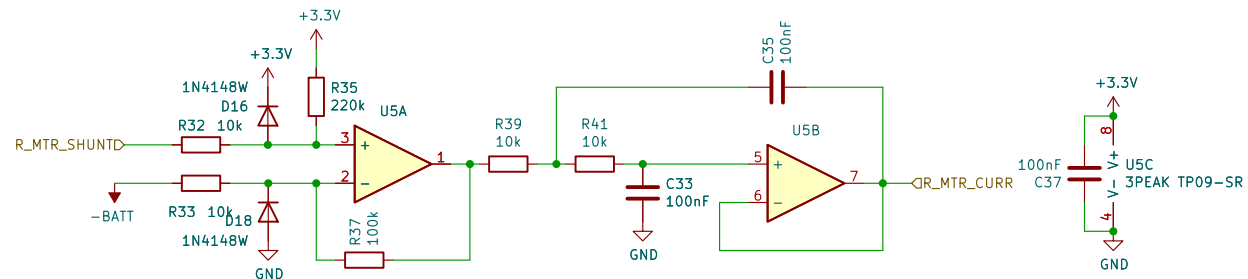 +3.3V
+3.3V
1N4148W
D16
R35
220k
R32 10k
R_MTR_SHUNT
U5A
3
+
1
2
-
-BATT
R33 10k
D18
1N4148W
GND
R37
100k
R39
10k
R41
10k
C35
100nF
C33
100nF
GND
U5B
5
+
7
6
-
R_MTR_CURR
+3.3V
8
V+
V-
4
100nF
C37
U5C
3PEAK TP09-SR
GND